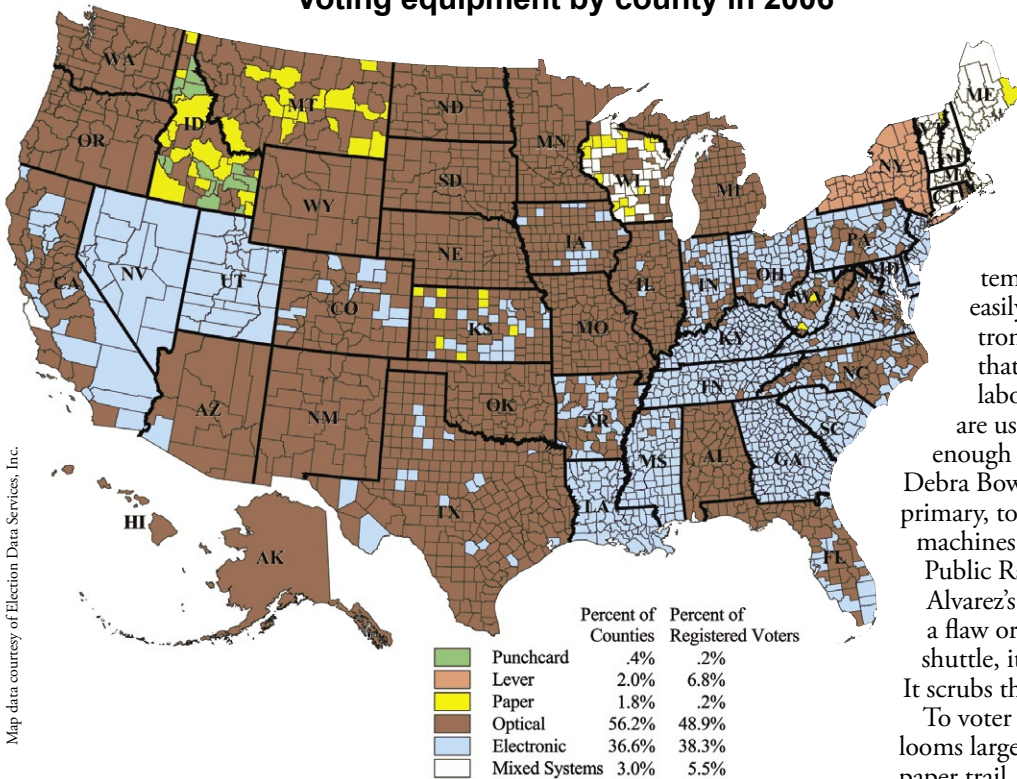 Voting equipment by county in 2006
WA
OR
ID
MT
ND
MN
SD
WY
NE
IA
WI
MI
IL
IN
OH
PA
NY
ME
MA
CT
NV
UT
CO
CA
KS
MO
KY
VA
TN
NC
SC
AZ
NM
OK
AR
MS
AL
GA
LA
TX
FL
HI
AK
MD
Map data courtesy of Election Data Services, Inc.
Percent of Percent of
Counties Registered Voters
Punchcard .4% .2%
Lever 2.0% 6.8%
Paper 1.8% .2%
Optical 56.2% 48.9%
Electronic 36.6% 38.3%
Mixed Systems 3.0% 5.5%
tem
easily
tron
that
labo
are us
enough
Debra Bow
primary, to
machines
Public R
Alvarez's
a flaw or
shuttle, it
It scrubs th
To voter
looms large
paper trail